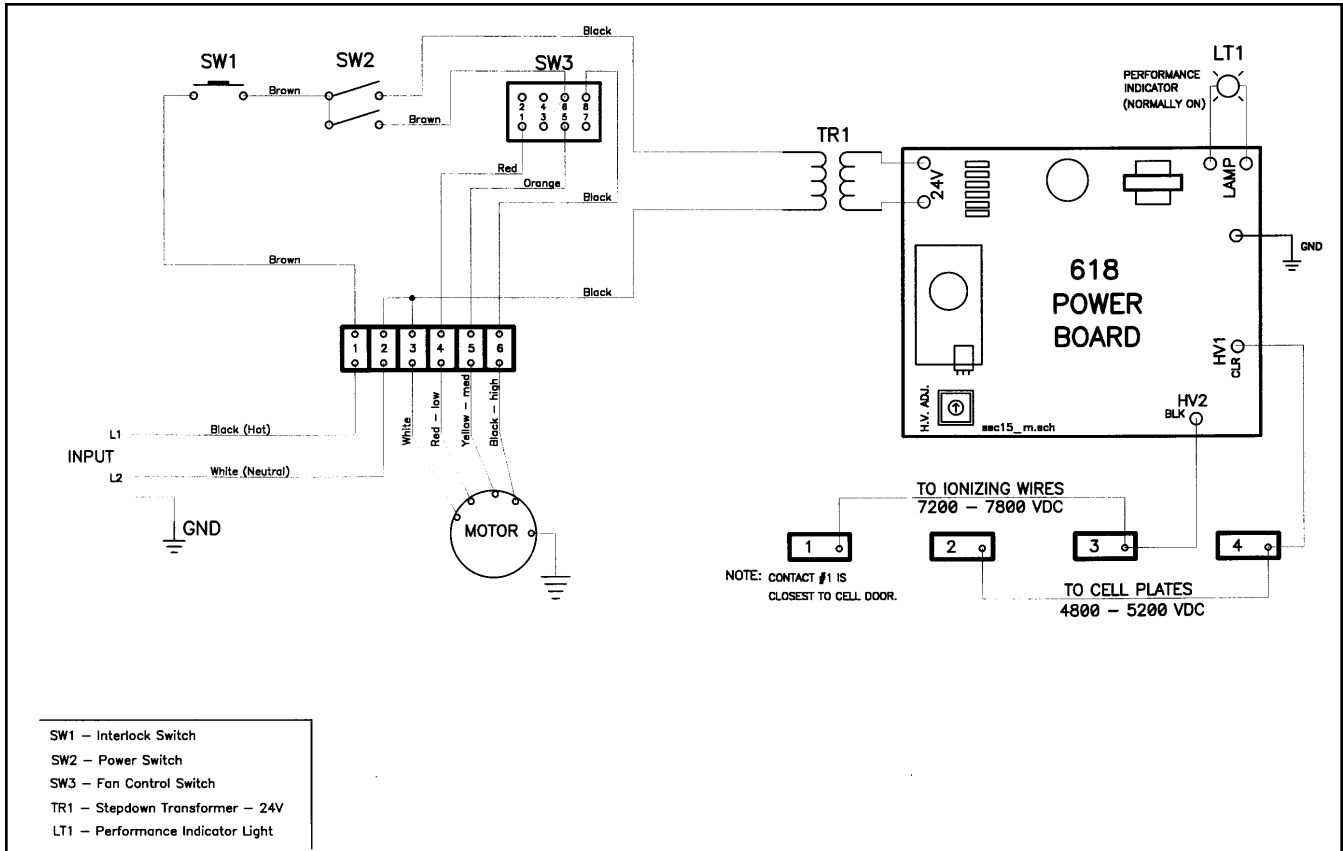 Black
SW1
SW2
SW3
LT1
PERFORMANCE
INDICATOR
(NORMALLY ON)
Brown
Brown
2 4 6 8
1 3 5 7
TR1
Red
Orange
24V
LAMP
GND
Brown
Black
618
POWER
BOARD
1 2 3 4 5 6
HV1
CLR
H.V. ADJ.
HV2
BLK
sac15_m.sch
White
Red - low
Yellow - med
Black - high
L1
Black (Hot)
INPUT
L2
White (Neutral)
GND
MOTOR
TO IONIZING WIRES
7200 - 7800 VDC
1 2 3 4
NOTE: CONTACT #1 IS
CLOSEST TO CELL DOOR.
TO CELL PLATES
4800 - 5200 VDC
SW1 - Interlock Switch
SW2 - Power Switch
SW3 - Fan Control Switch
TR1 - Stepdown Transformer - 24V
LT1 - Performance Indicator Light